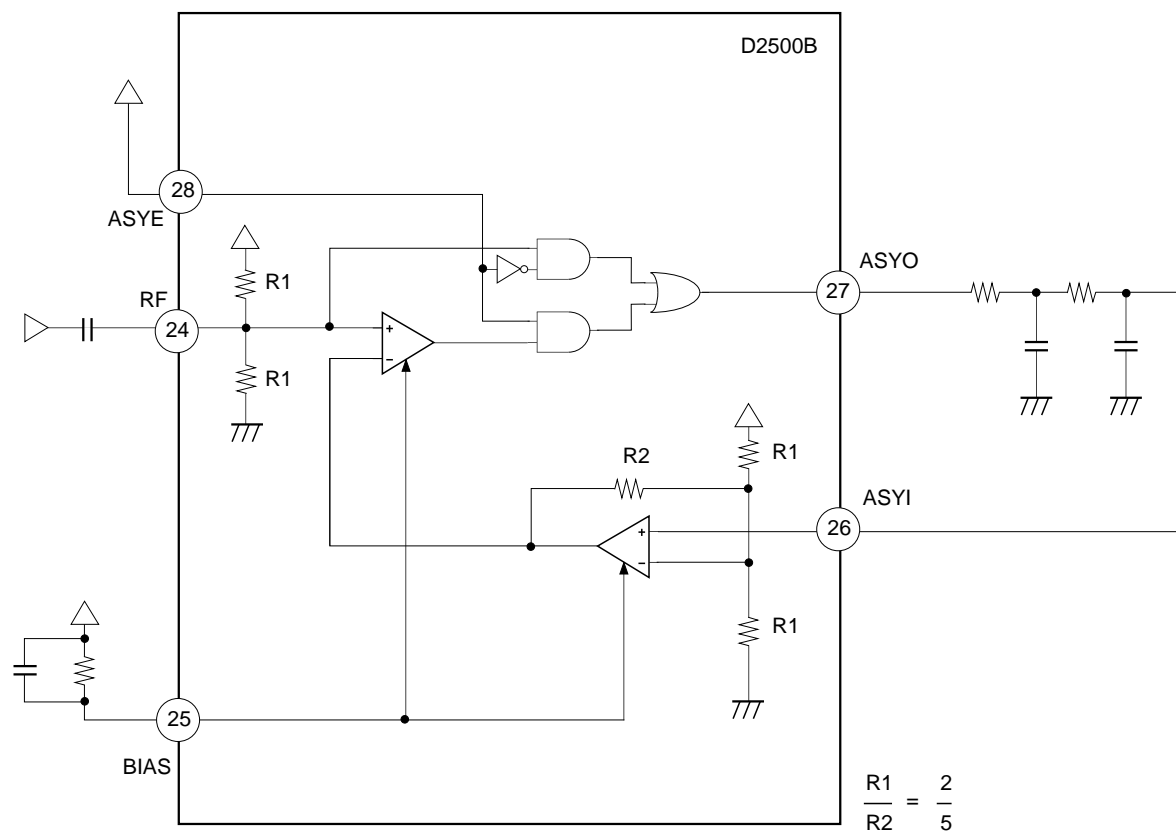 D2500B
28
ASYE
R1
RF
24
R1
ASYO
27
+
−
R2
R1
ASYI
26
+
−
R1
25
BIAS
R1
R2
=
2
5